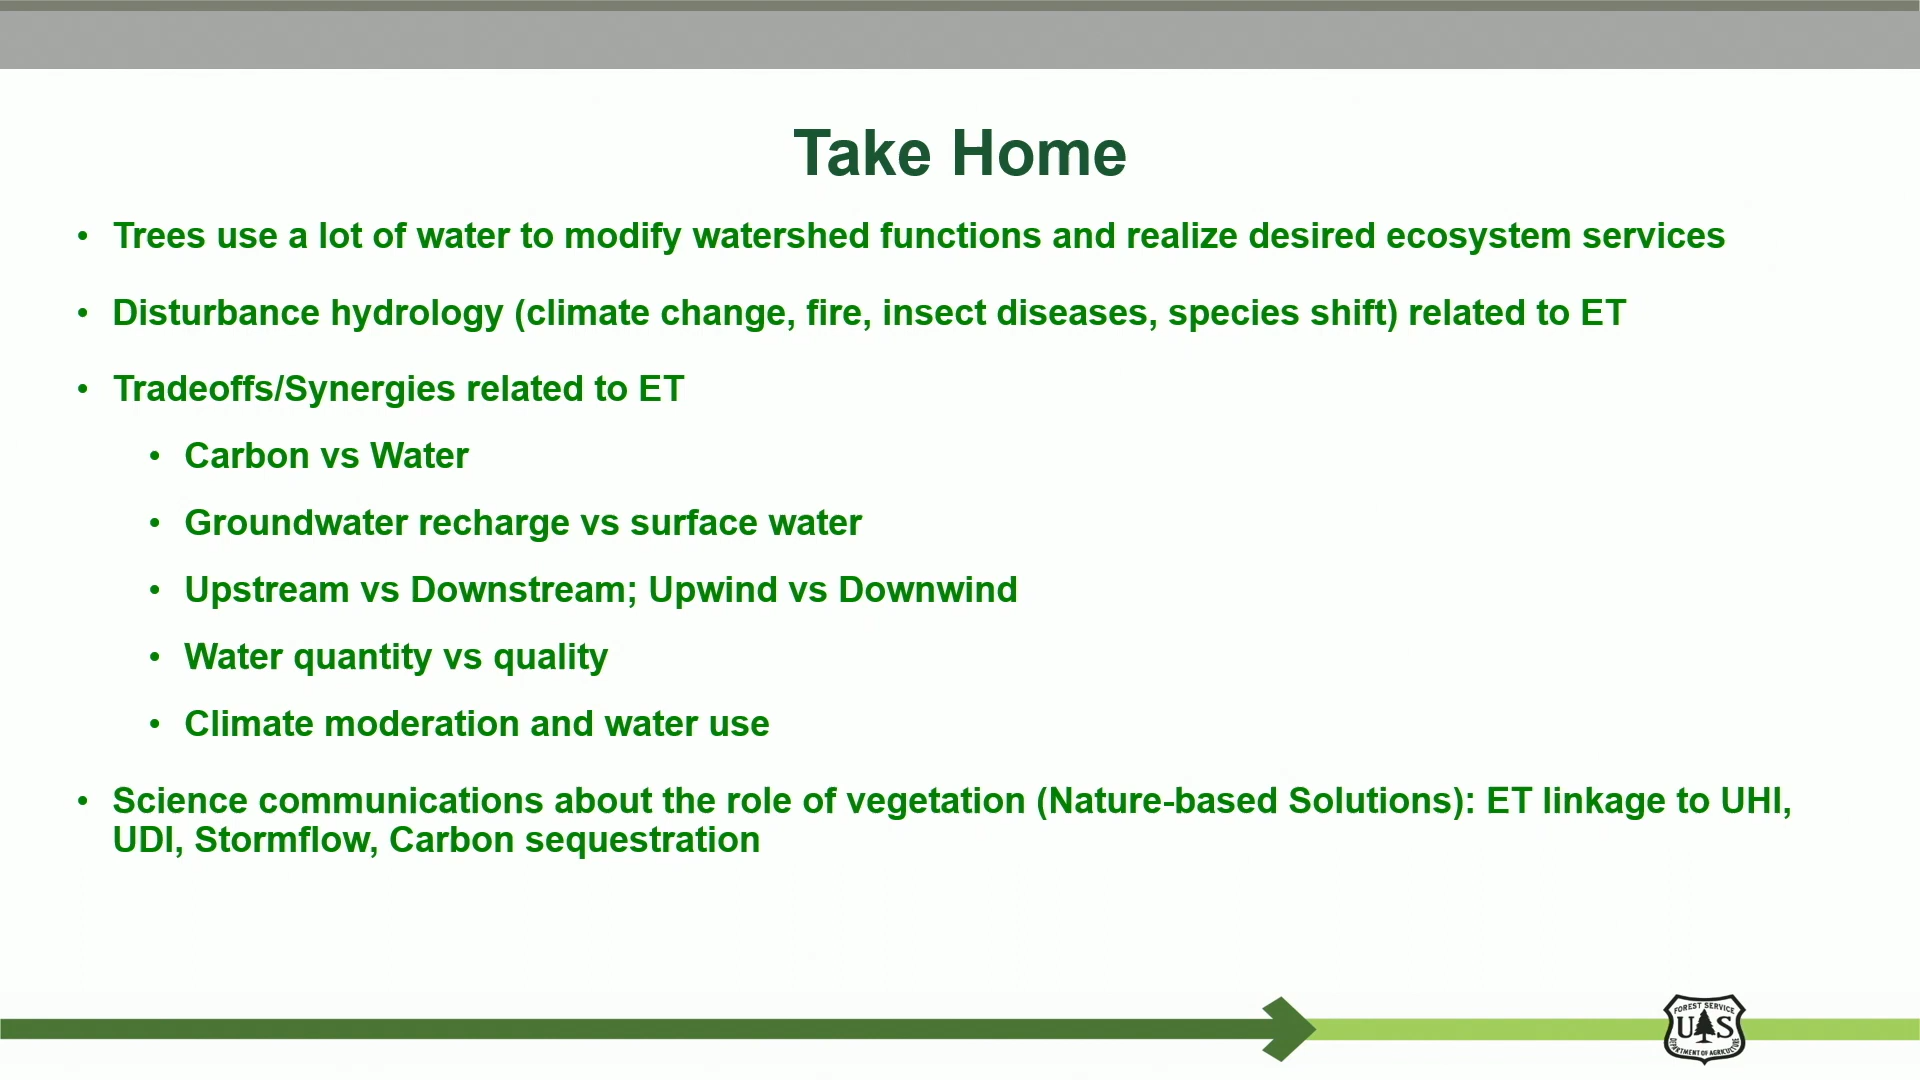 Take Home
• Trees use a lot of water to modify watershed functions and realize desired ecosystem services
• Disturbance hydrology (climate change, fire, insect diseases, species shift) related to ET
• Tradeoffs/Synergies related to ET
• Carbon vs Water
• Groundwater recharge vs surface water
• Upstream vs Downstream; Upwind vs Downwind
• Water quantity vs quality
• Climate moderation and water use
• Science communications about the role of vegetation (Nature-based Solutions): ET linkage to UHI,
UDI, Stormflow, Carbon sequestration
FOREST SERVICE
U S
DEPARTMENT OF AGRICULTURE